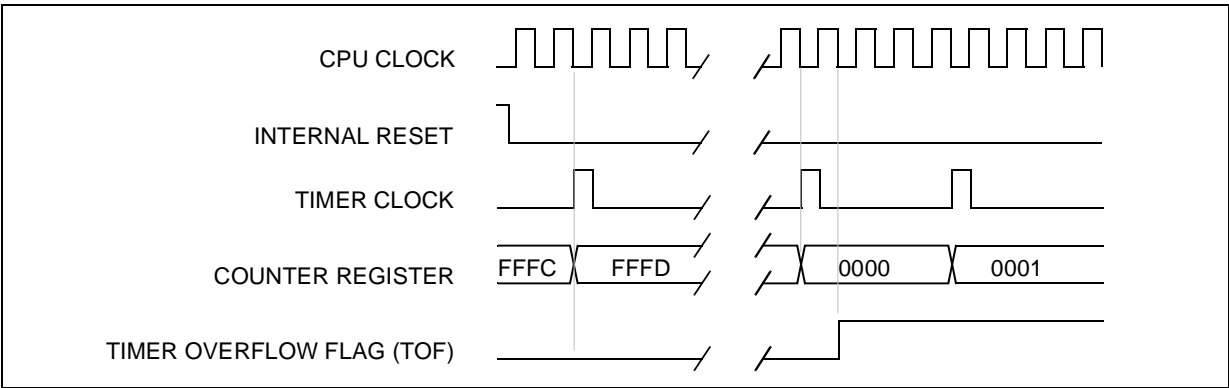 CPU CLOCK
INTERNAL RESET
TIMER CLOCK
COUNTER REGISTER FFFC FFFD 0000 0001
TIMER OVERFLOW FLAG (TOF)